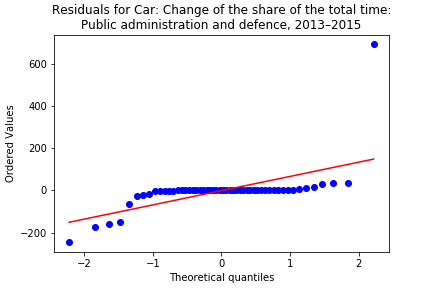 Residuals for Car: Change of the share of the total time:
Public administration and defence, 2013–2015
Ordered Values
600
400
200
0
−200
−2
−1
0
1
2
Theoretical quantiles